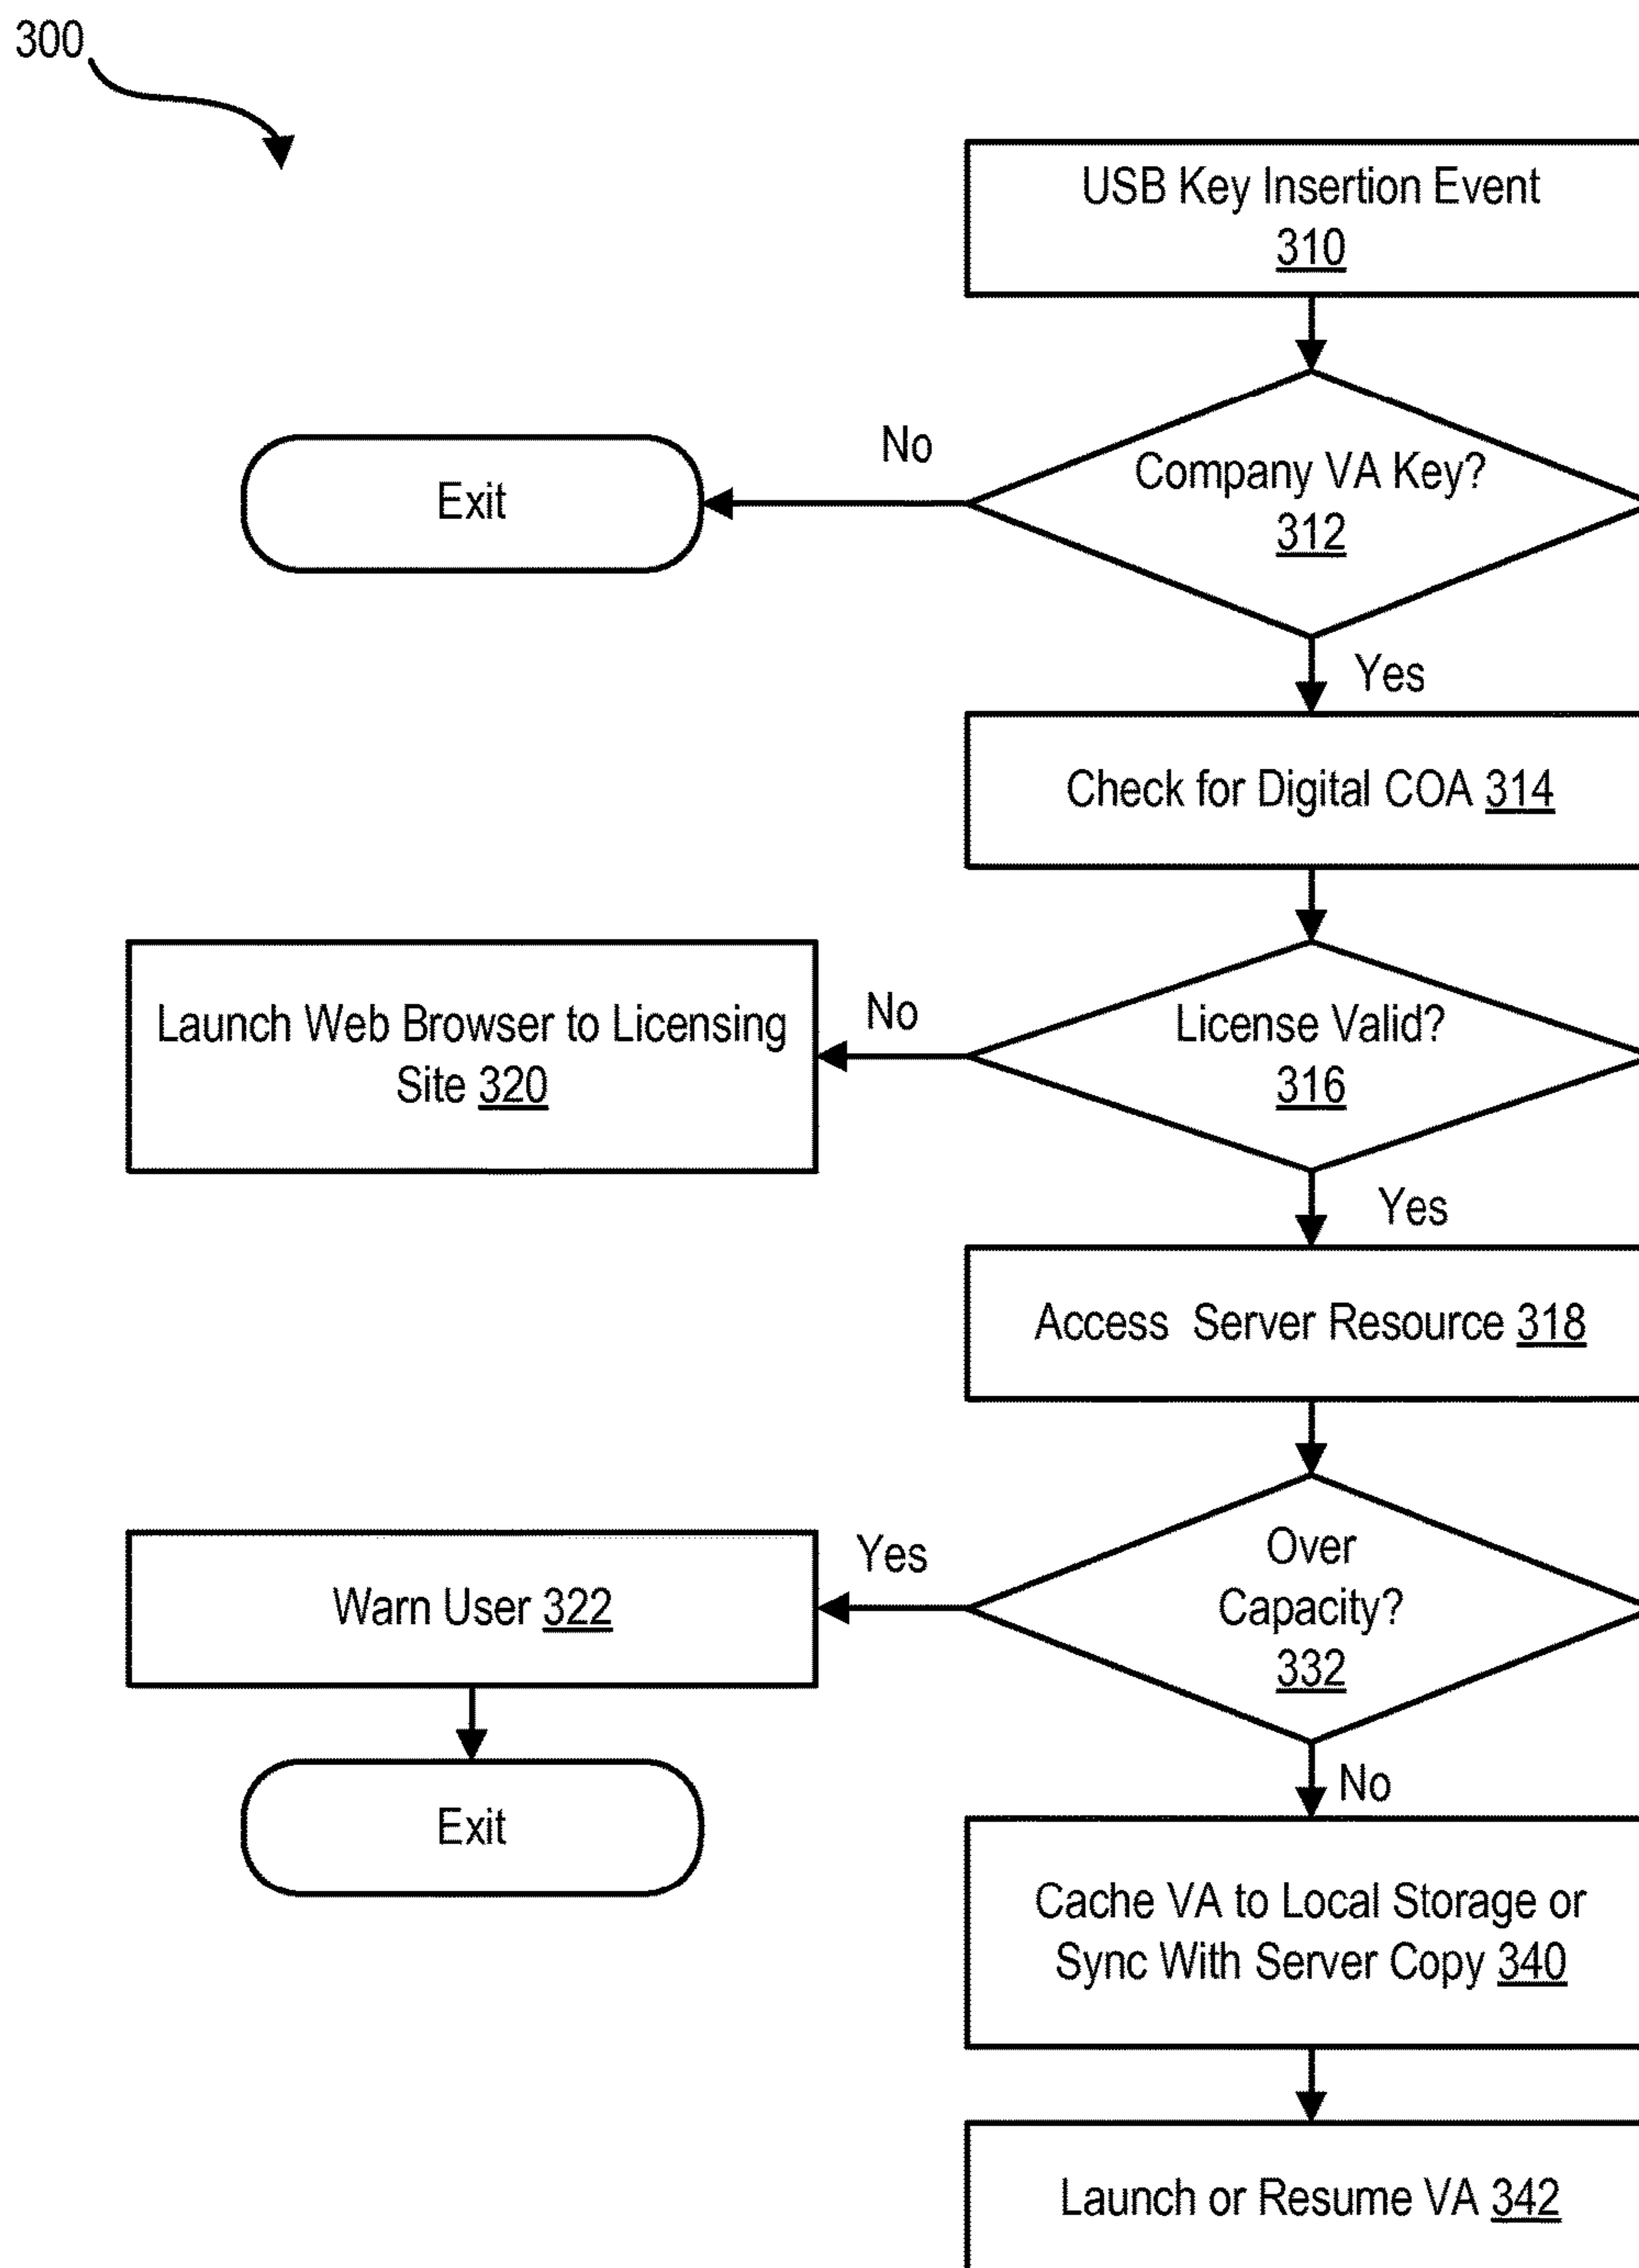 300
USB Key Insertion Event
310
No
Company VA Key?
312
Exit
Yes
Check for Digital COA 314
No
License Valid?
316
Launch Web Browser to Licensing
Site 320
Yes
Access Server Resource 318
Yes
Over
Capacity?
332
Warn User 322
Exit
No
Cache VA to Local Storage or
Sync With Server Copy 340
Launch or Resume VA 342